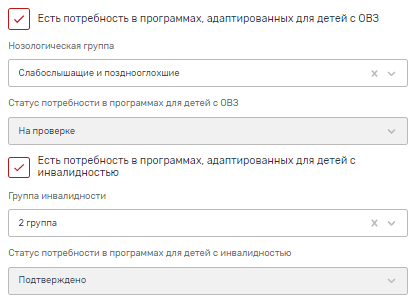 Есть потребность в программах, адаптированных для детей с ОВЗ
Нозологическая группа
Слабослышащие и позднооглохшие
Статус потребности в программах для детей с ОВЗ
На проверке
Есть потребность в программах, адаптированных для детей с
инвалидностью
Группа инвалидности
2 группа
Статус потребности в программах для детей с инвалидностью
Подтверждено